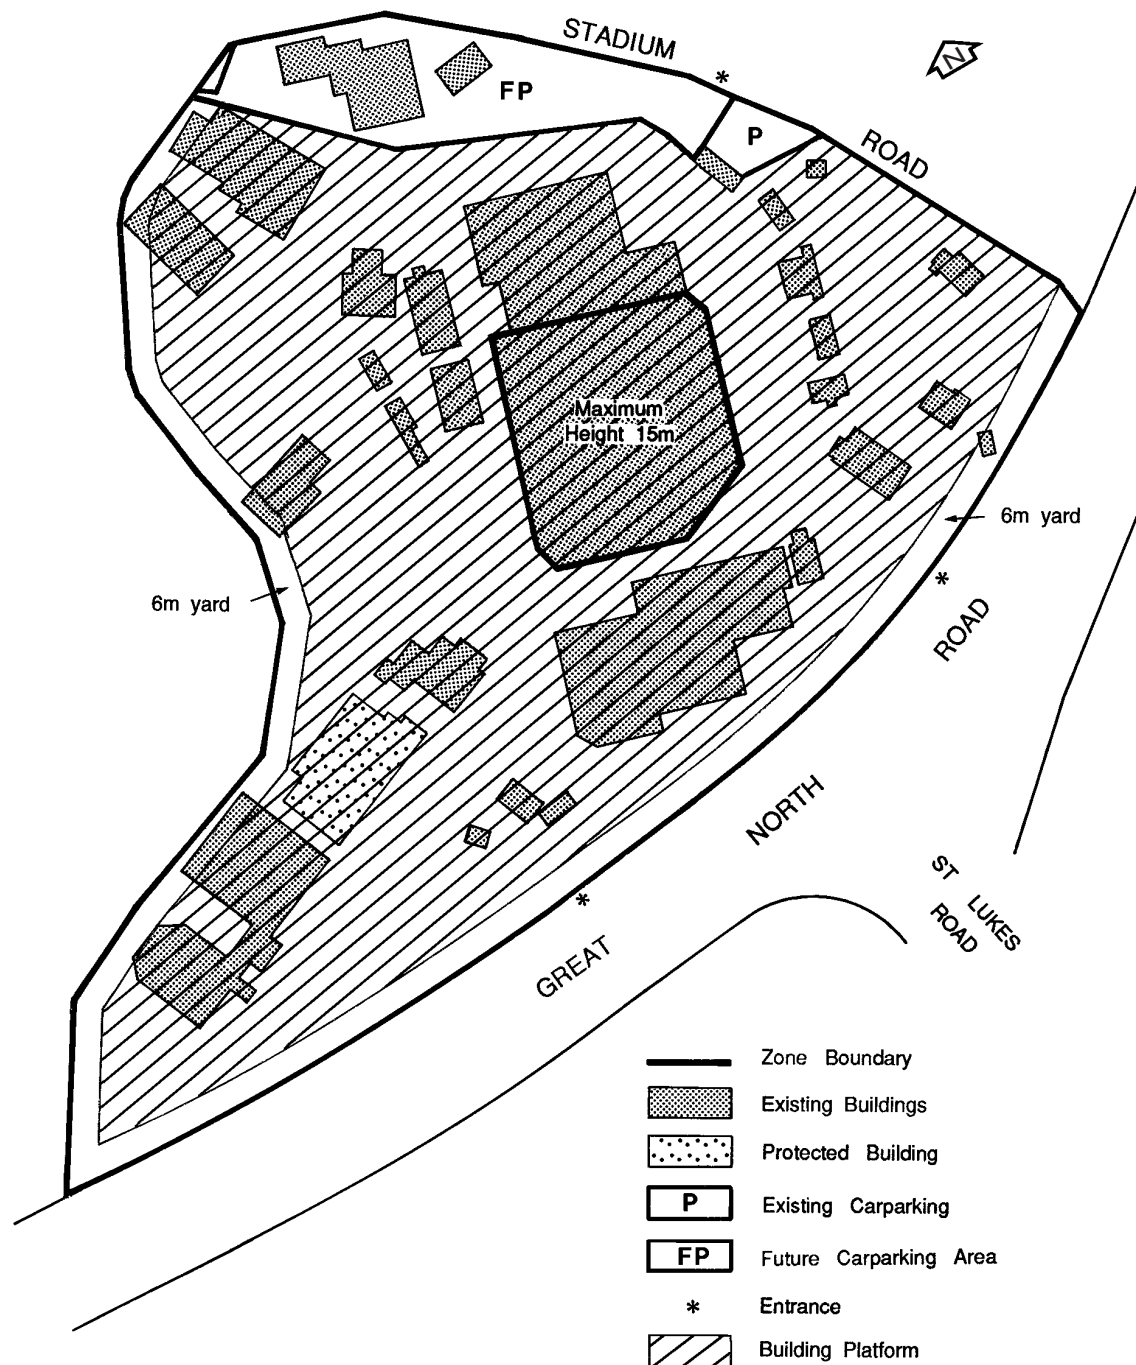 STADIUM
*
N
FP
P
ROAD
Maximum
Height 15m
6m yard
*
6m yard
ROAD
NORTH
ST LUKES
ROAD
*
GREAT
Zone Boundary
Existing Buildings
Protected Building
P Existing Carparking
FP Future Carparking Area
* Entrance
Building Platform